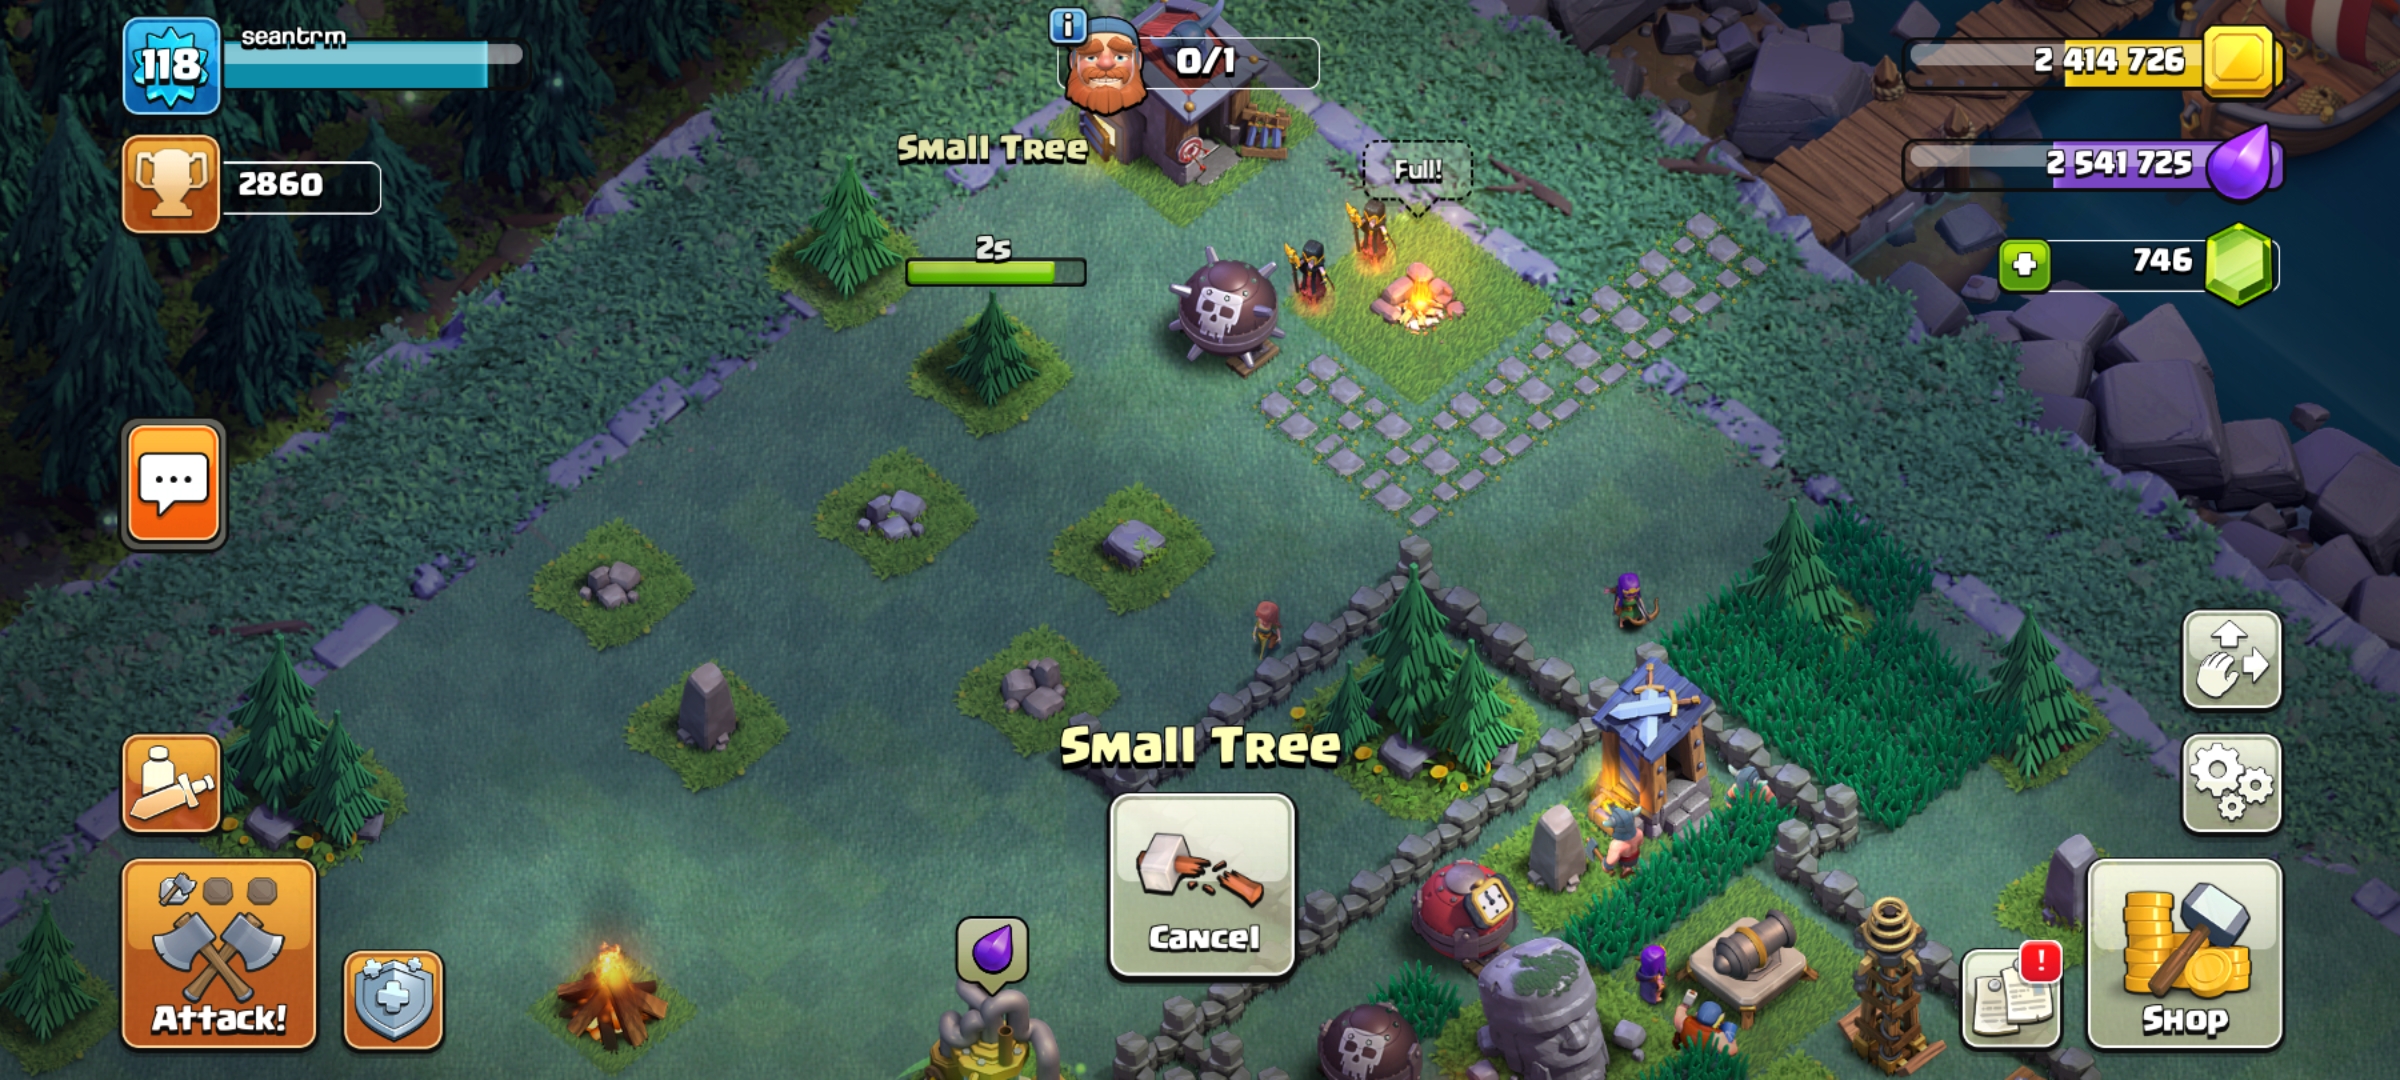 118
seantrm
0/1
2 414 726
Small Tree
Full!
2860
2 541 725
2s
746
Small Tree
Cancel
Attack!
!
Shop